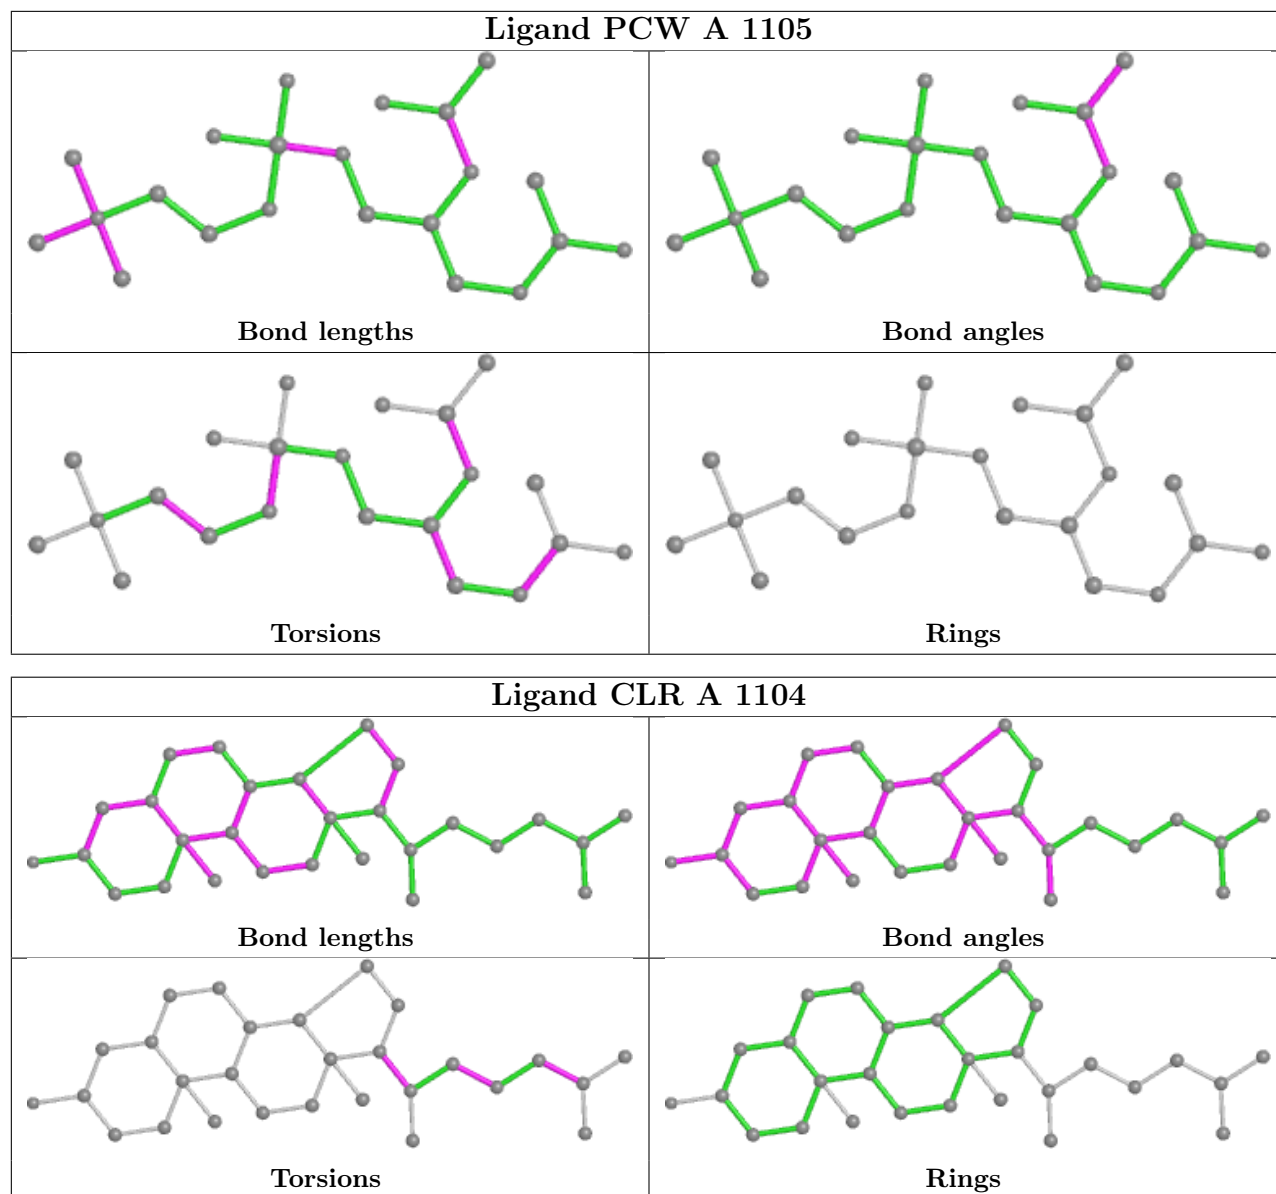 Ligand PCW A 1105
Bond lengths
Bond angles
Torsions
Rings
Ligand CLR A 1104
Bond lengths
Bond angles
Torsions
Rings